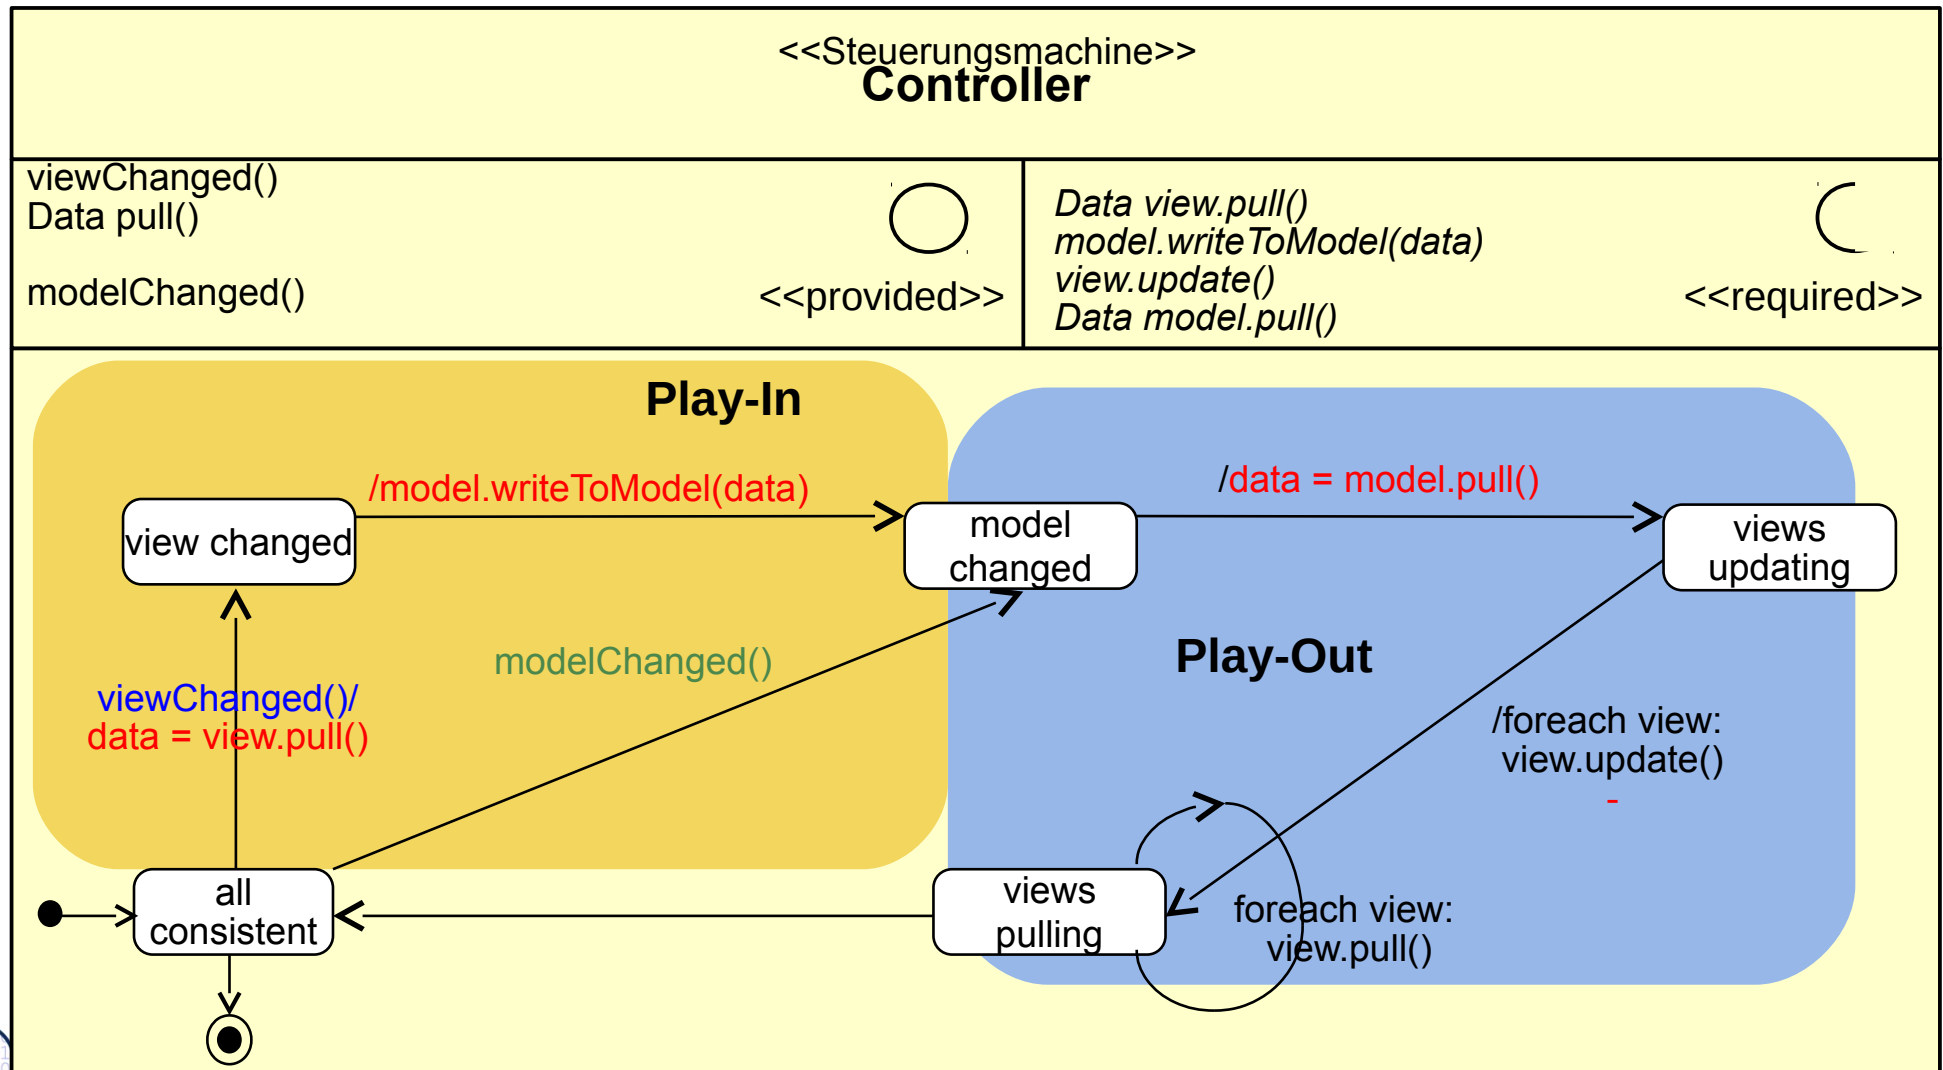 <<Steuerungsmachine>>
Controller
viewChanged()
Data pull()
modelChanged()
<<provided>>
Data view.pull()
model.writeToModel(data)
view.update()
Data model.pull()
<<required>>
Play-In
/model.writeToModel(data)
/data = model.pull()
view changed
model
changed
views
updating
modelChanged()
Play-Out
viewChanged()/
data = view.pull()
/foreach view:
view.update()
-
all
consistent
views
pulling
foreach view:
view.pull()